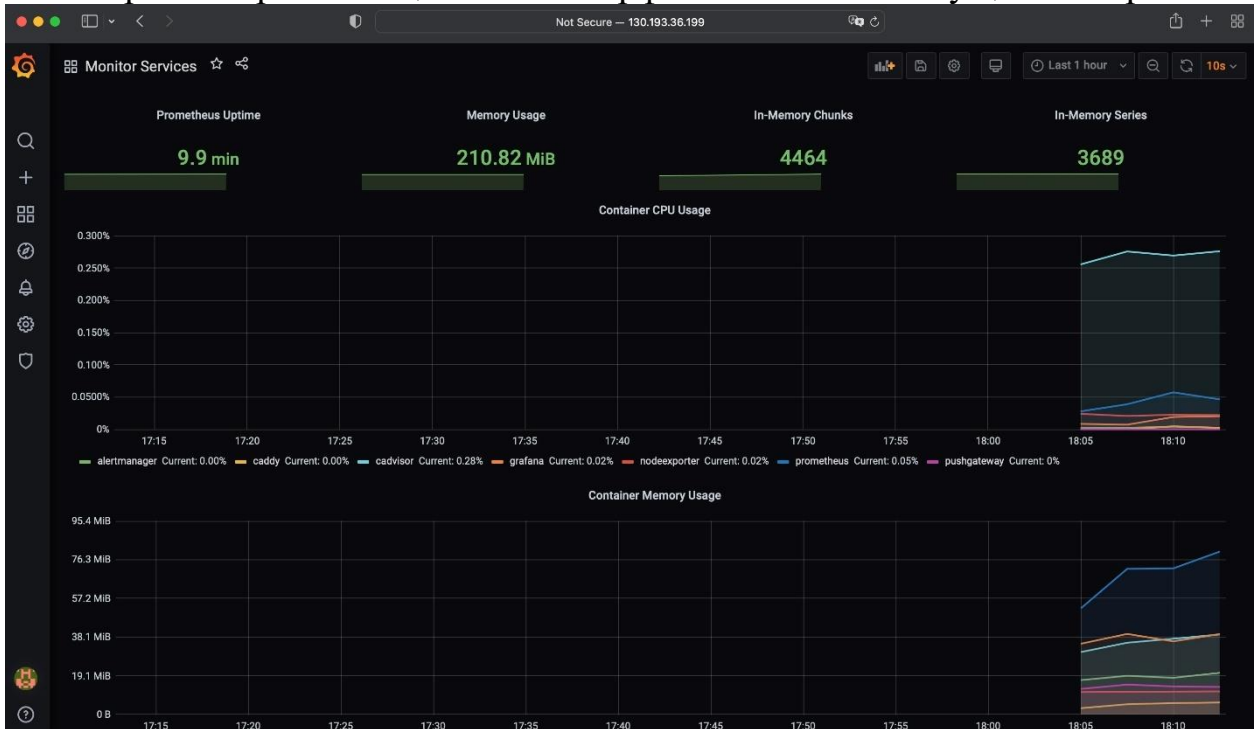 Not Secure — 130.193.36.199
Monitor Services
Last 1 hour
10s
Prometheus Uptime
Memory Usage
In-Memory Chunks
In-Memory Series
9.9 min
210.82 MiB
4464
3689
Container CPU Usage
0.300%
0.250%
0.200%
0.150%
0.100%
0.0500%
0%
17:15 17:20 17:25 17:30 17:35 17:40 17:45 17:50 17:55 18:00 18:05 18:10
alertmanager Current: 0.00% caddy Current: 0.00% cadvisor Current: 0.28% grafana Current: 0.02% nodeexporter Current: 0.02% prometheus Current: 0.05% pushgateway Current: 0%
Container Memory Usage
95.4 MiB
76.3 MiB
57.2 MiB
38.1 MiB
19.1 MiB
0 B
17:15 17:20 17:25 17:30 17:35 17:40 17:45 17:50 17:55 18:00 18:05 18:10